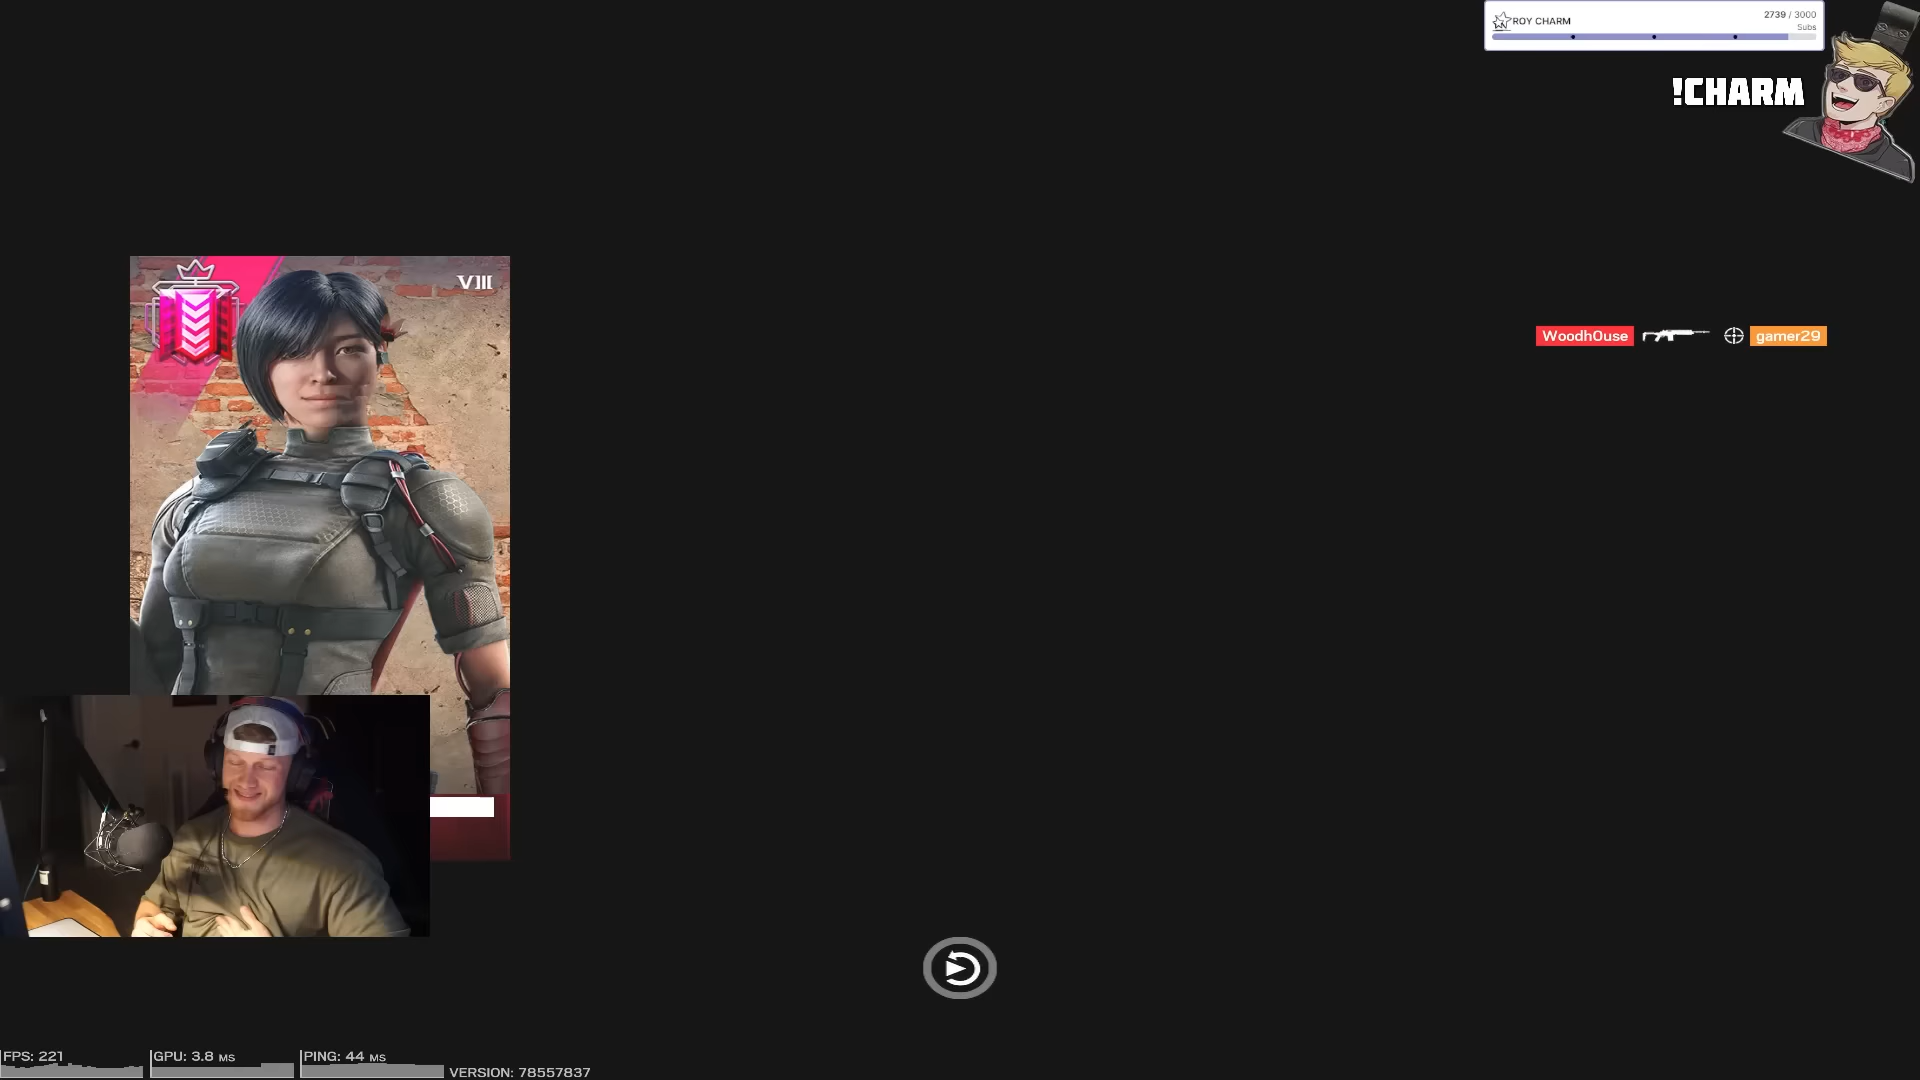 ROY CHARM
2739 / 3000
Subs
!CHARM
VIII
Woodh0use gamer29
FPS: 221 GPU: 3.8 MS PING: 44 MS VERSION: 78557837